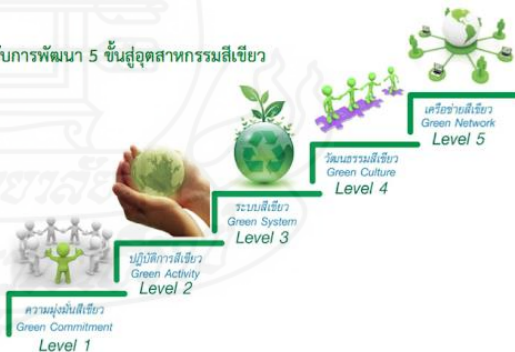 การพัฒนา 5 ขั้นสู่อุตสาหกรรมสีเขียว
เครือข่ายสีเขียว
Green Network
Level 5
วัฒนธรรมสีเขียว
Green Culture
Level 4
ระบบสีเขียว
Green System
Level 3
ปฏิบัติการสีเขียว
Green Activity
Level 2
ความมุ่งมั่นสีเขียว
Green Commitment
Level 1